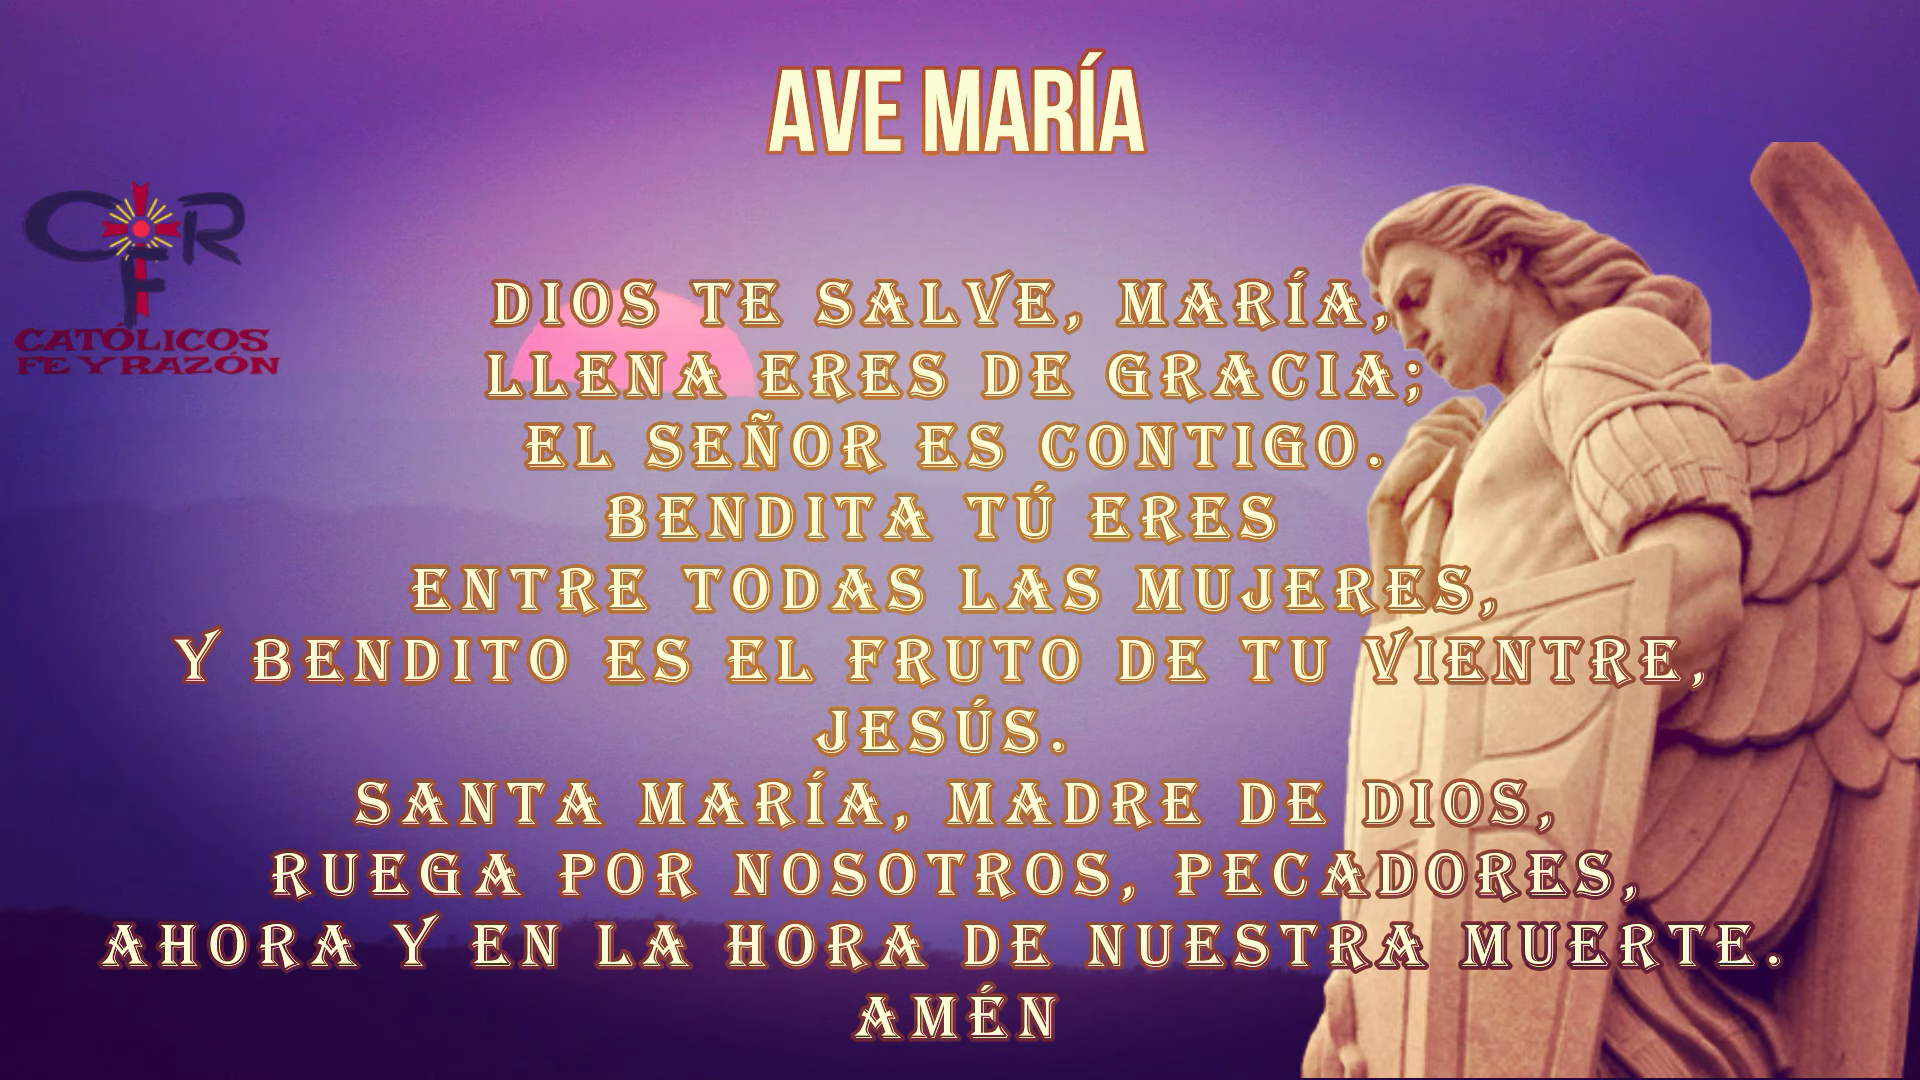 AVE MARÍA
C F R
CATÓLICOS
FE Y RAZÓN
DIOS TE SALVE, MARÍA,
LLENA ERES DE GRACIA;
EL SEÑOR ES CONTIGO.
BENDITA TÚ ERES
ENTRE TODAS LAS MUJERES,
Y BENDITO ES EL FRUTO DE TU VIENTRE,
JESÚS.
SANTA MARÍA, MADRE DE DIOS,
RUEGA POR NOSOTROS, PECADORES,
AHORA Y EN LA HORA DE NUESTRA MUERTE.
AMÉN